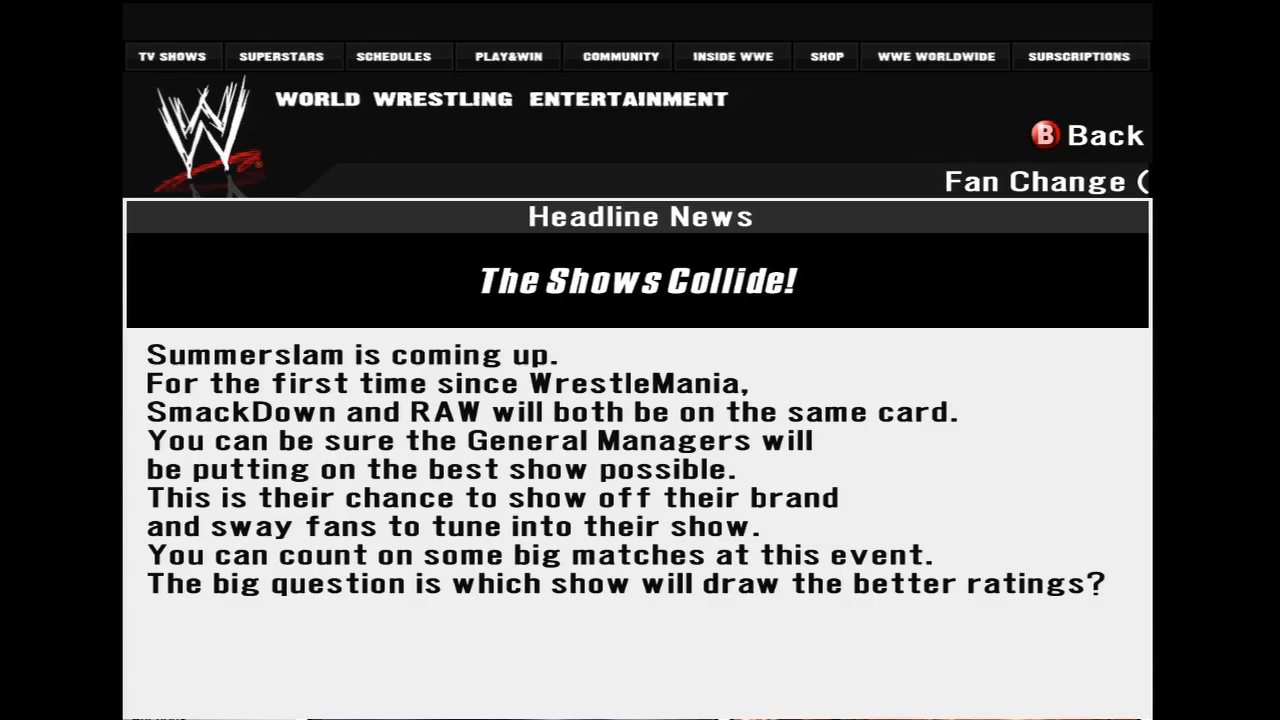 TV SHOWS SUPERSTARS SCHEDULES PLAY&WIN COMMUNITY INSIDE WWE SHOP WWE WORLDWIDE SUBSCRIPTIONS
WORLD WRESTLING ENTERTAINMENT
B Back
Fan Change (
Headline News
The Shows Collide!
Summerslam is coming up.
For the first time since WrestleMania,
SmackDown and RAW will both be on the same card.
You can be sure the General Managers will
be putting on the best show possible.
This is their chance to show off their brand
and sway fans to tune into their show.
You can count on some big matches at this event.
The big question is which show will draw the better ratings?